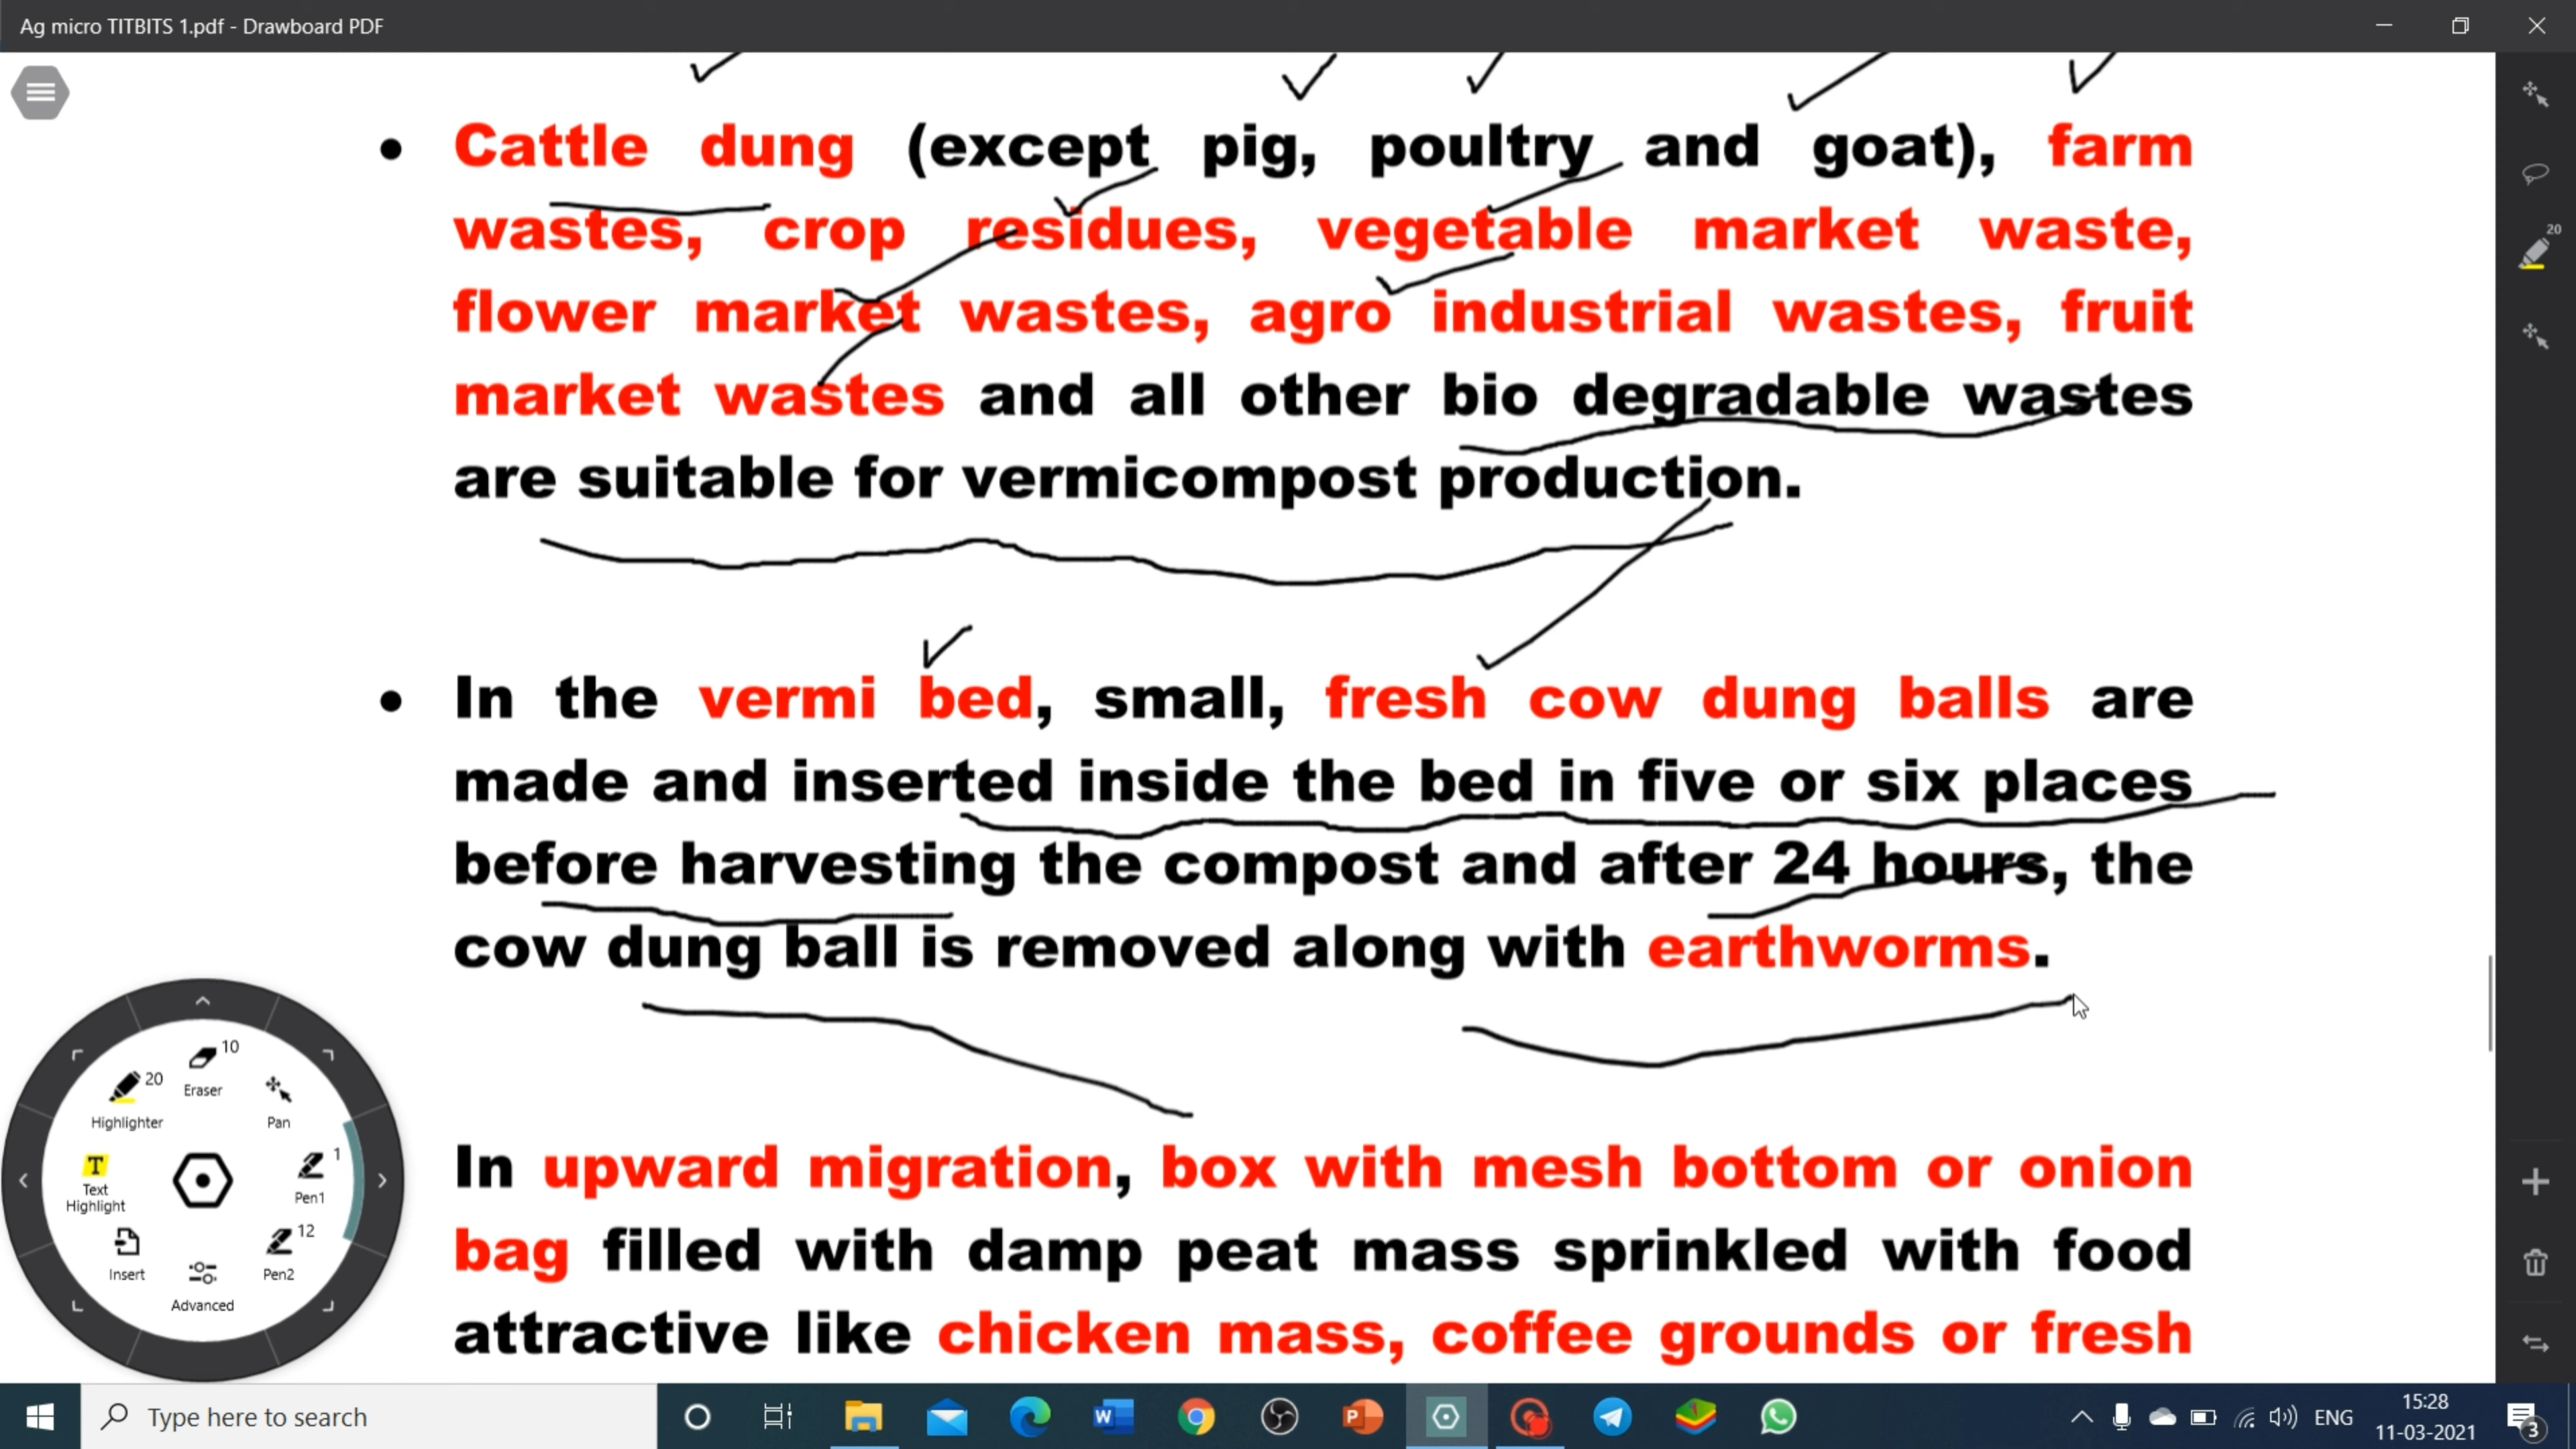 Ag micro TITBITS 1.pdf - Drawboard PDF
• Cattle dung (except pig, poultry and goat), farm
wastes, crop residues, vegetable market waste,
flower market wastes, agro industrial wastes, fruit
market wastes and all other bio degradable wastes
are suitable for vermicompost production.
• In the vermi bed, small, fresh cow dung balls are
made and inserted inside the bed in five or six places
before harvesting the compost and after 24 hours, the
cow dung ball is removed along with earthworms.
In upward migration, box with mesh bottom or onion
bag filled with damp peat mass sprinkled with food
attractive like chicken mass, coffee grounds or fresh
20
10
Eraser
20
Highlighter
Pan
T
Text
Highlight
1
Pen1
Insert
12
Pen2
Advanced
Type here to search
W
P
ENG
15:28
11-03-2021
3